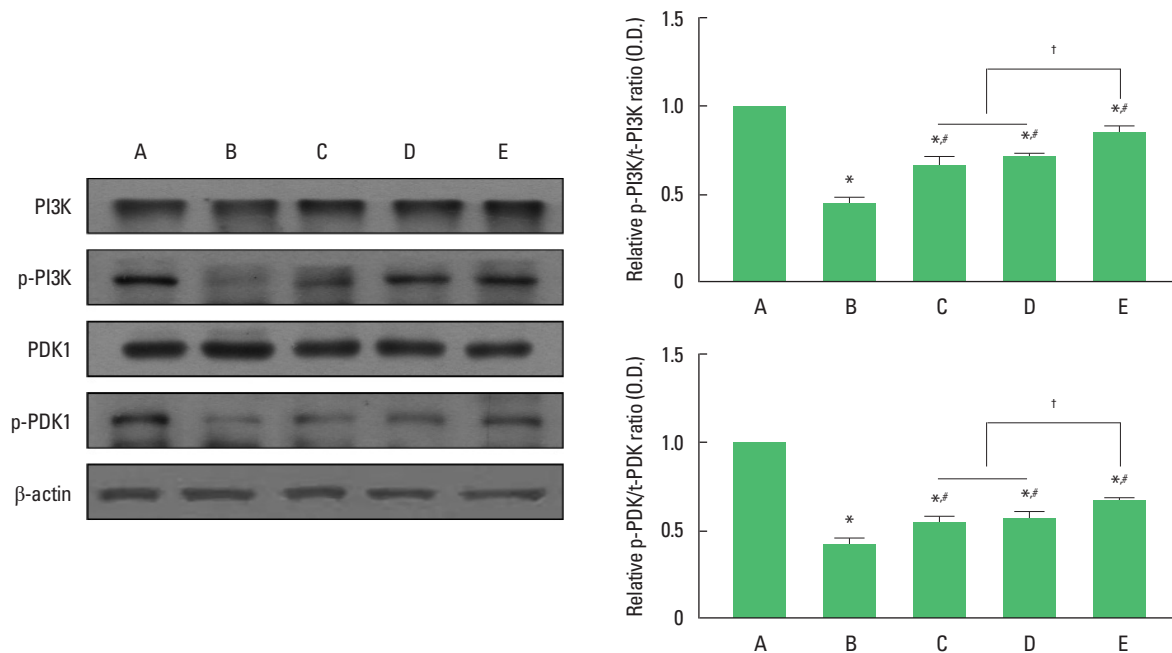 A B C D E
PI3K
p-PI3K
PDK1
p-PDK1
β-actin
Relative p-PI3K/t-PI3K ratio (O.D.)
1.5
1.0
0.5
0
†
*
*,#
*,#
*,#
A B C D E
Relative p-PDK/t-PDK ratio (O.D.)
1.5
1.0
0.5
0
†
*
*,#
*,#
*,#
A B C D E